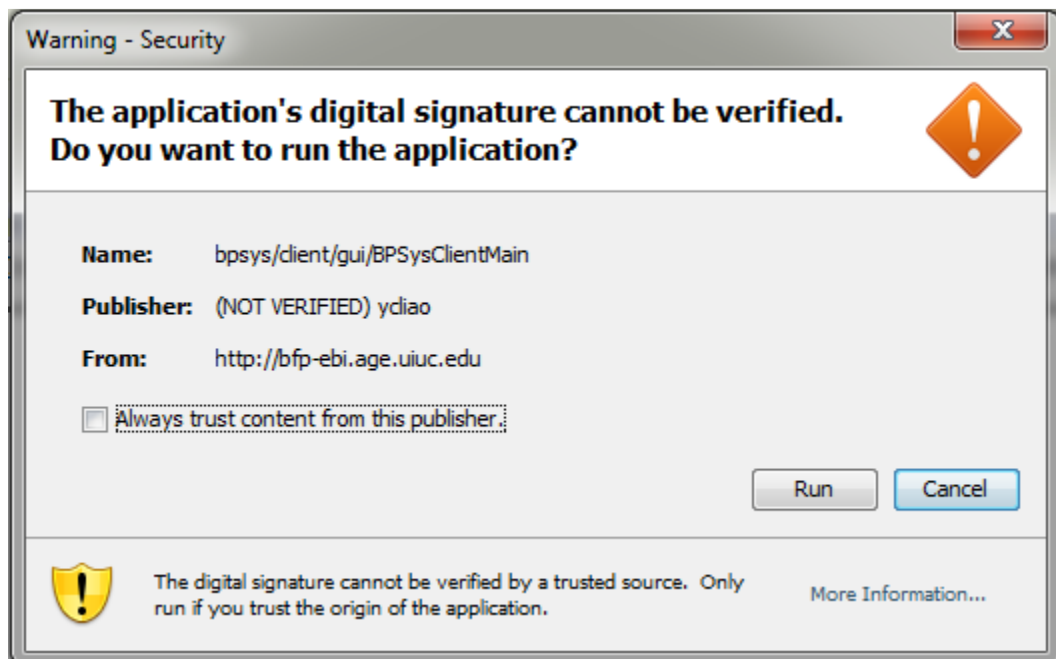 Warning - Security
The application's digital signature cannot be verified.
Do you want to run the application?
Name: bpsys/client/gui/BPSysClientMain
Publisher: (NOT VERIFIED) ycliao
From: http://bfp-ebi.age.uiuc.edu
Always trust content from this publisher.
Run Cancel
The digital signature cannot be verified by a trusted source. Only
run if you trust the origin of the application.
More Information...